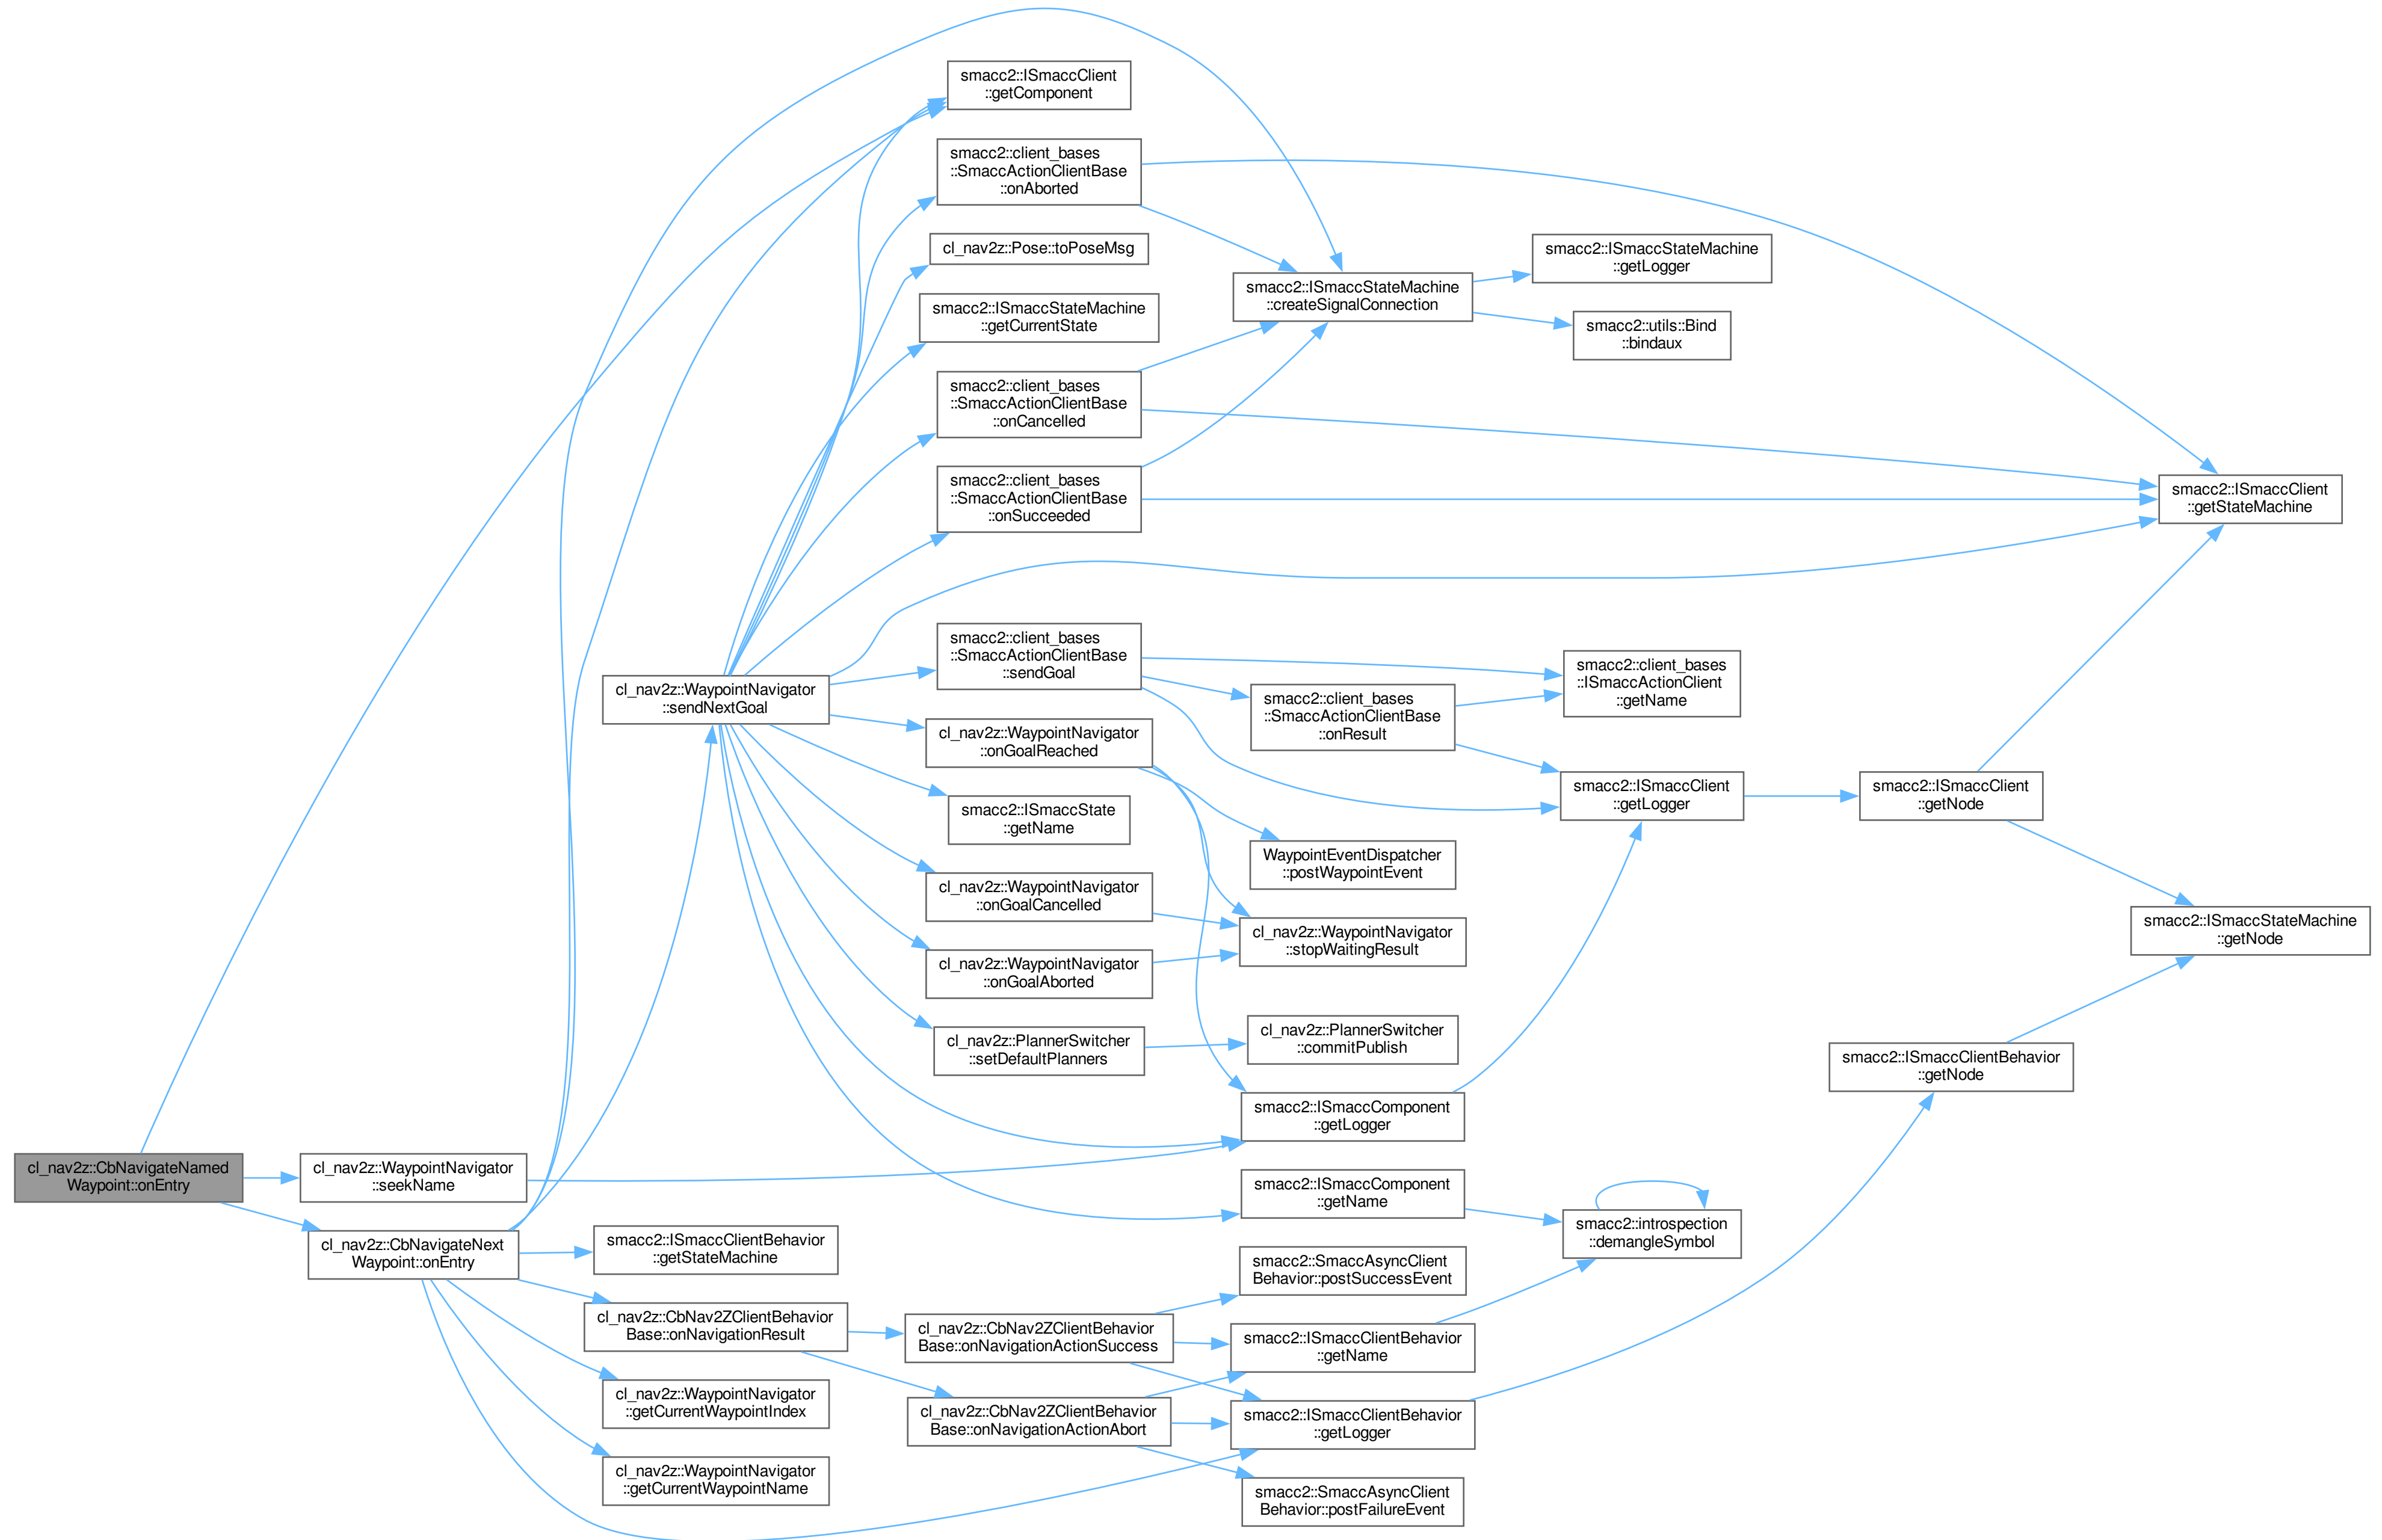 smacc2::ISmaccClient
::getComponent
smacc2::client_bases
::SmaccActionClientBase
::onAborted
cl_nav2z::Pose::toPoseMsg
smacc2::ISmaccStateMachine
::getLogger
smacc2::ISmaccStateMachine
::createSignalConnection
smacc2::ISmaccStateMachine
::getCurrentState
smacc2::utils::Bind
::bindaux
smacc2::client_bases
::SmaccActionClientBase
::onCancelled
smacc2::client_bases
::SmaccActionClientBase
::onSucceeded
smacc2::ISmaccClient
::getStateMachine
smacc2::client_bases
::SmaccActionClientBase
::sendGoal
smacc2::client_bases
::ISmaccActionClient
::getName
cl_nav2z::WaypointNavigator
::sendNextGoal
smacc2::client_bases
::SmaccActionClientBase
::onResult
cl_nav2z::WaypointNavigator
::onGoalReached
smacc2::ISmaccClient
::getLogger
smacc2::ISmaccClient
::getNode
smacc2::ISmaccState
::getName
WaypointEventDispatcher
::postWaypointEvent
cl_nav2z::WaypointNavigator
::onGoalCancelled
cl_nav2z::WaypointNavigator
::stopWaitingResult
smacc2::ISmaccStateMachine
::getNode
cl_nav2z::WaypointNavigator
::onGoalAborted
cl_nav2z::PlannerSwitcher
::setDefaultPlanners
cl_nav2z::PlannerSwitcher
::commitPublish
smacc2::ISmaccClientBehavior
::getNode
smacc2::ISmaccComponent
::getLogger
cl_nav2z::CbNavigateNamed
Waypoint::onEntry
cl_nav2z::WaypointNavigator
::seekName
smacc2::ISmaccComponent
::getName
smacc2::introspection
::demangleSymbol
cl_nav2z::CbNavigateNext
Waypoint::onEntry
smacc2::ISmaccClientBehavior
::getStateMachine
smacc2::SmaccAsyncClient
Behavior::postSuccessEvent
cl_nav2z::CbNav2ZClientBehavior
Base::onNavigationResult
cl_nav2z::CbNav2ZClientBehavior
Base::onNavigationActionSuccess
smacc2::ISmaccClientBehavior
::getName
cl_nav2z::WaypointNavigator
::getCurrentWaypointIndex
cl_nav2z::CbNav2ZClientBehavior
Base::onNavigationActionAbort
smacc2::ISmaccClientBehavior
::getLogger
cl_nav2z::WaypointNavigator
::getCurrentWaypointName
smacc2::SmaccAsyncClient
Behavior::postFailureEvent